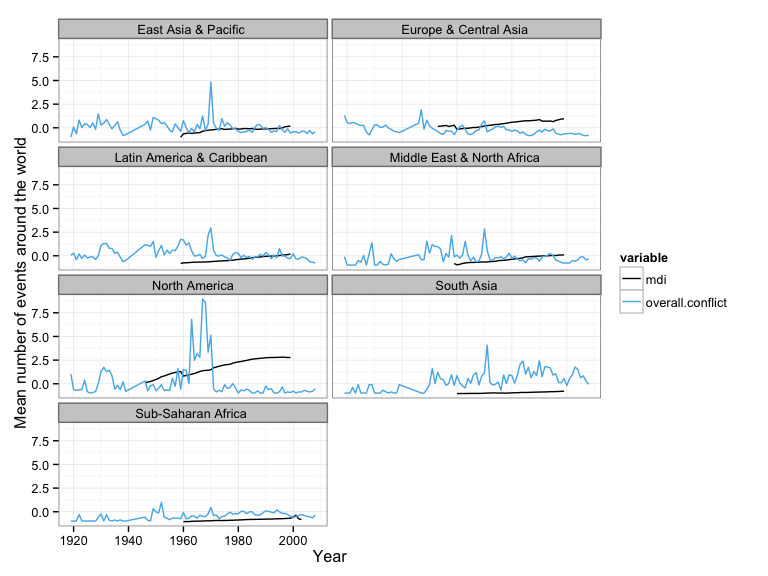 East Asia & Pacific
Europe & Central Asia
7.5
5.0
2.5
0.0
Latin America & Caribbean
Middle East & North Africa
7.5
5.0
2.5
0.0
North America
South Asia
7.5
5.0
2.5
0.0
Sub-Saharan Africa
7.5
5.0
2.5
0.0
1920 1940 1960 1980 2000
Year
Mean number of events around the world
variable
mdi
overall.conflict